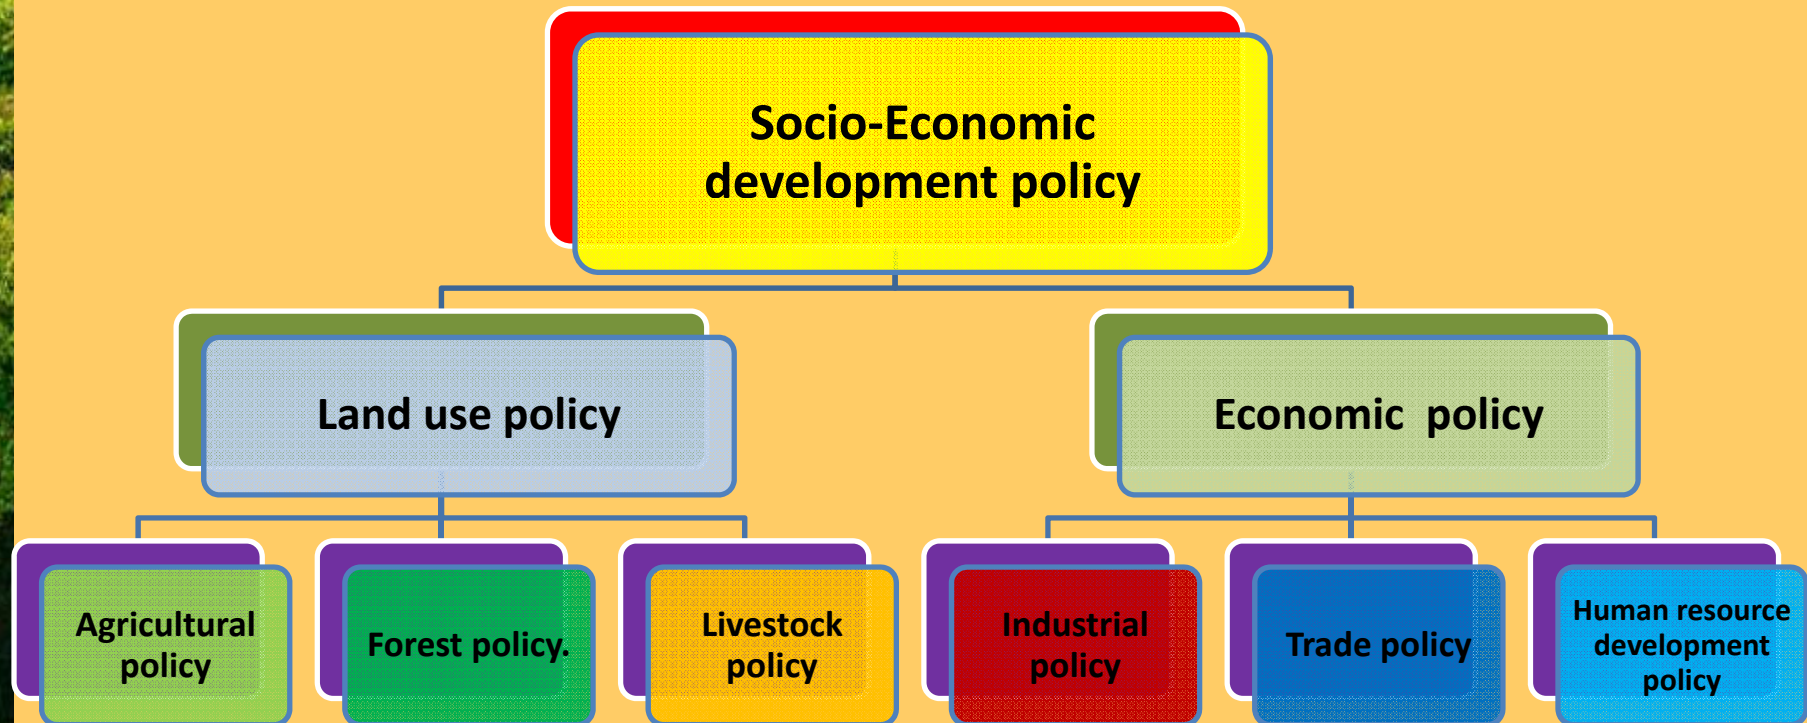 Socio-Economic
development policy
Land use policy
Economic  policy
Agricultural
policy
Forest policy.
Livestock
policy
Industrial
policy
Trade policy
Human resource
development
policy